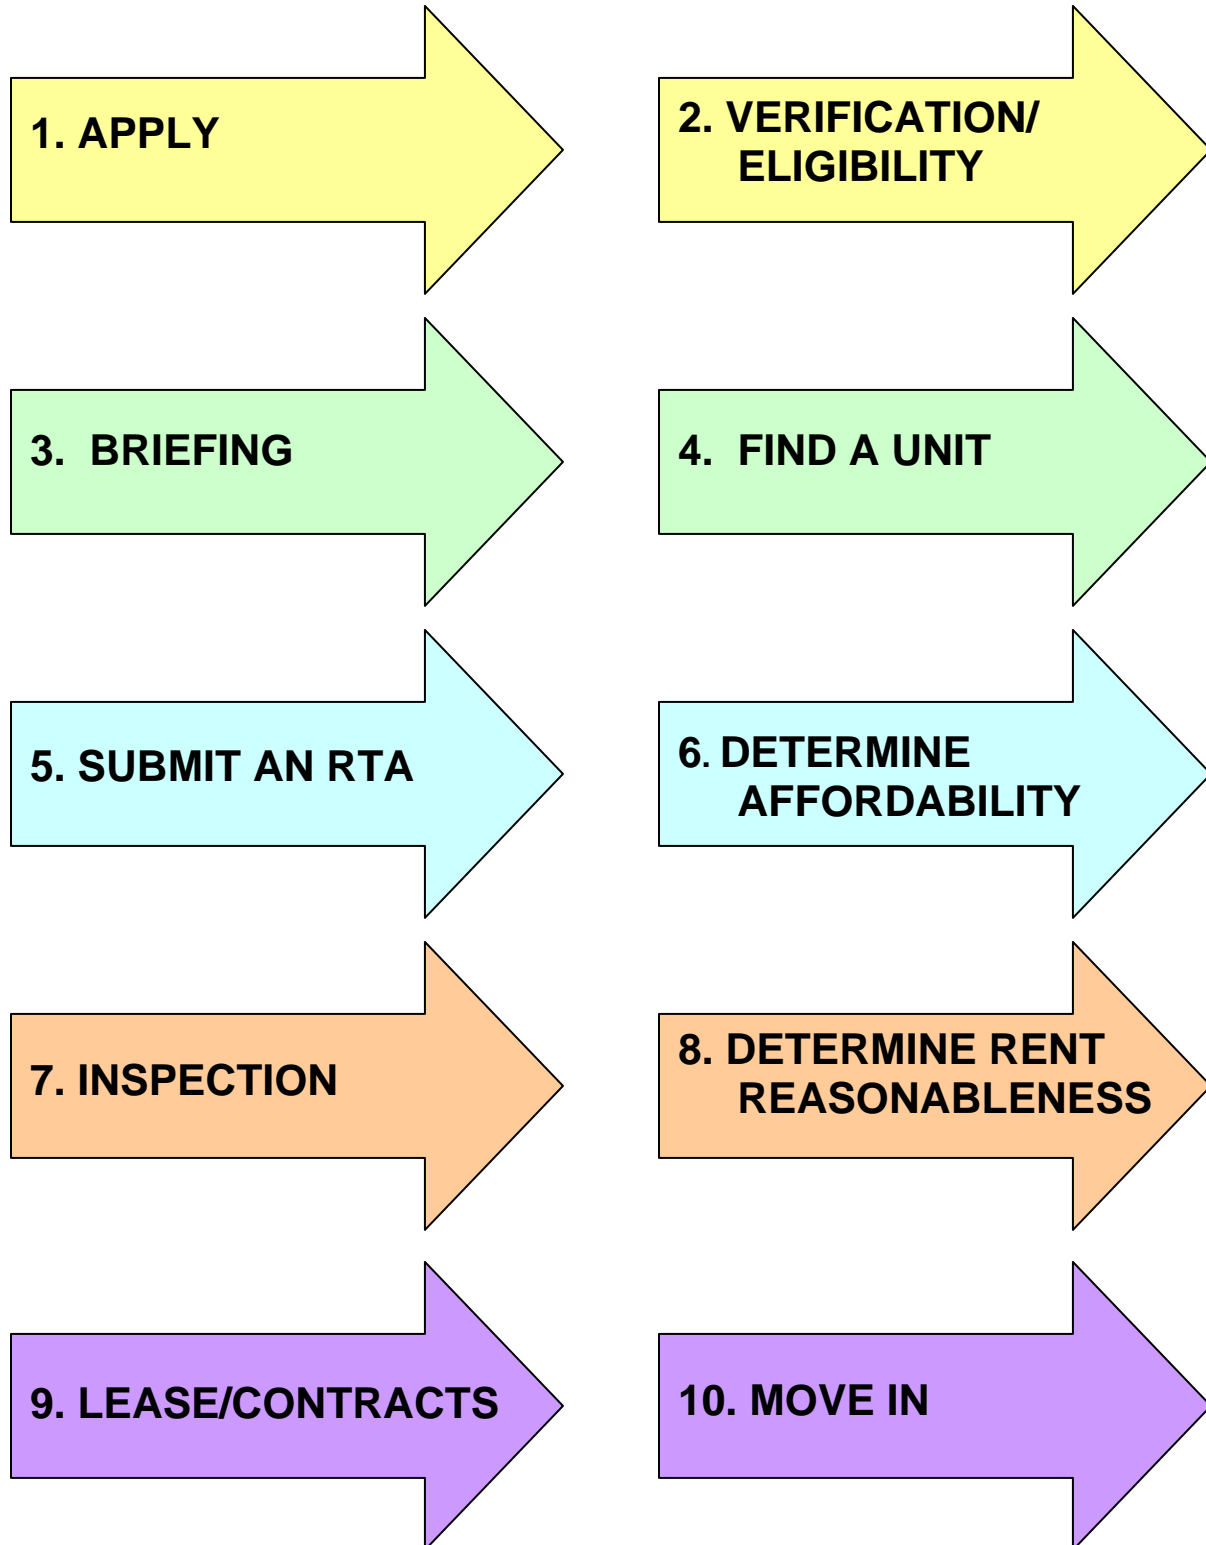 1. APPLY
2. VERIFICATION/
ELIGIBILITY
3. BRIEFING
4. FIND A UNIT
5. SUBMIT AN RTA
6. DETERMINE
AFFORDABILITY
7. INSPECTION
8. DETERMINE RENT
REASONABLENESS
9. LEASE/CONTRACTS
10. MOVE IN